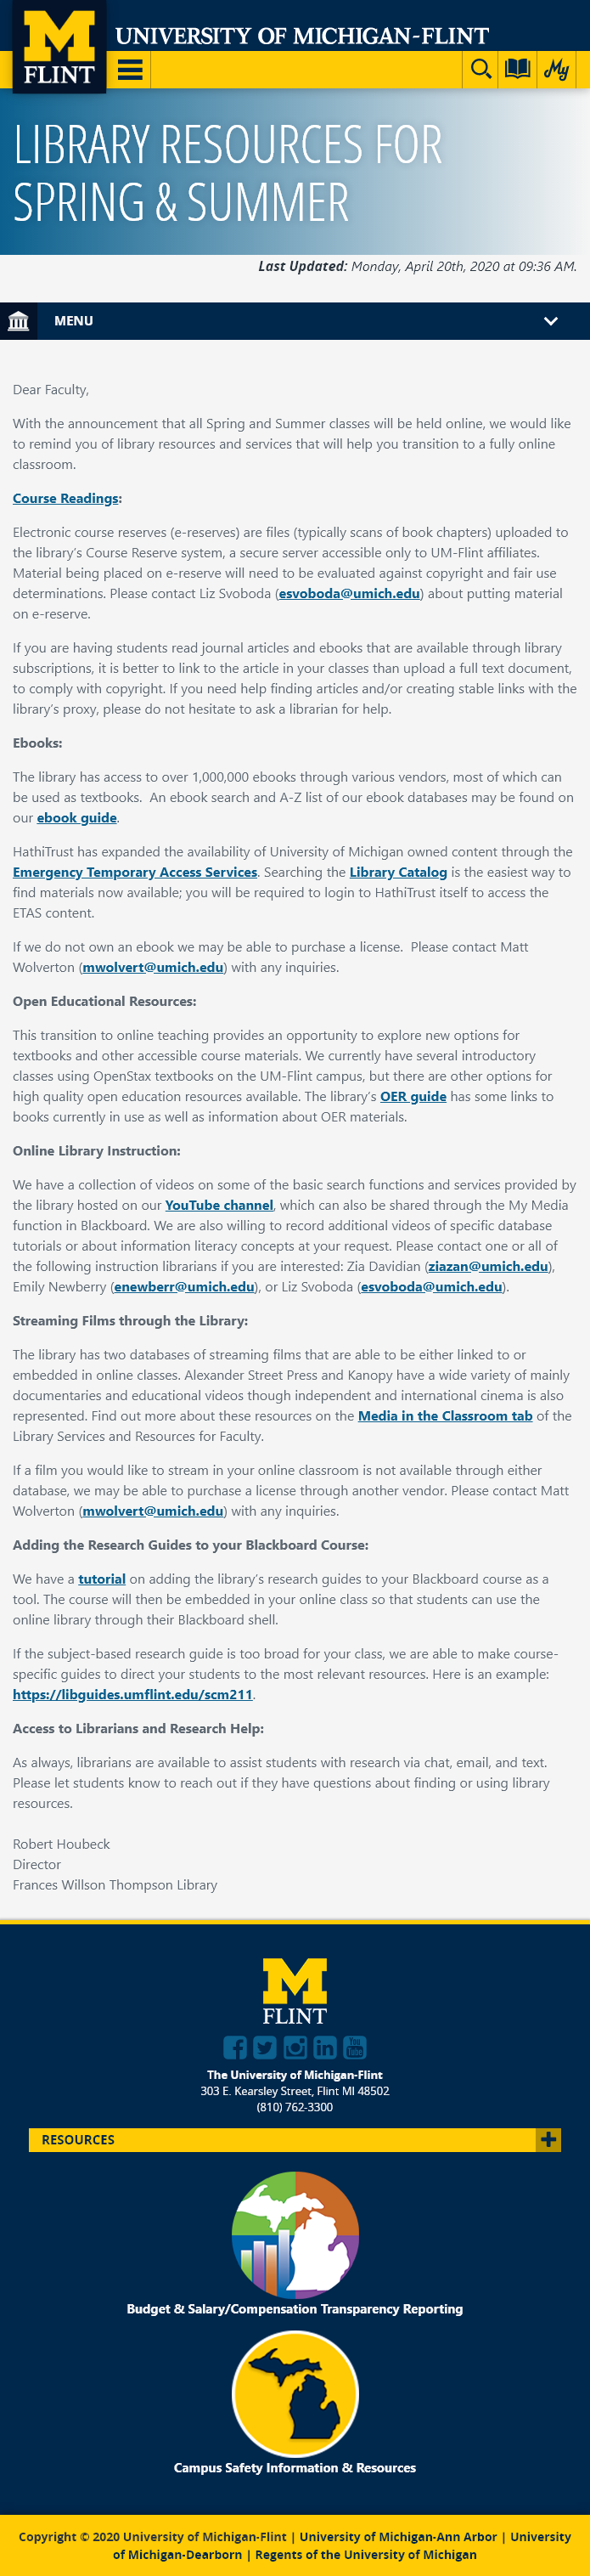 M
FLINT
UNIVERSITY OF MICHIGAN-FLINT
My
LIBRARY RESOURCES FOR
SPRING & SUMMER
Last Updated: Monday, April 20th, 2020 at 09:36 AM.
MENU
Dear Faculty,
With the announcement that all Spring and Summer classes will be held online, we would like
to remind you of library resources and services that will help you transition to a fully online
classroom.
Course Readings:
Electronic course reserves (e-reserves) are files (typically scans of book chapters) uploaded to
the library's Course Reserve system, a secure server accessible only to UM-Flint affiliates.
Material being placed on e-reserve will need to be evaluated against copyright and fair use
determinations. Please contact Liz Svoboda (esvoboda@umich.edu) about putting material
on e-reserve.
If you are having students read journal articles and ebooks that are available through library
subscriptions, it is better to link to the article in your classes than upload a full text document,
to comply with copyright. If you need help finding articles and/or creating stable links with the
library's proxy, please do not hesitate to ask a librarian for help.
Ebooks:
The library has access to over 1,000,000 ebooks through various vendors, most of which can
be used as textbooks.  An ebook search and A-Z list of our ebook databases may be found on
our ebook guide.
HathiTrust has expanded the availability of University of Michigan owned content through the
Emergency Temporary Access Services. Searching the Library Catalog is the easiest way to
find materials now available; you will be required to login to HathiTrust itself to access the
ETAS content.
If we do not own an ebook we may be able to purchase a license.  Please contact Matt
Wolverton (mwolvert@umich.edu) with any inquiries.
Open Educational Resources:
This transition to online teaching provides an opportunity to explore new options for
textbooks and other accessible course materials. We currently have several introductory
classes using OpenStax textbooks on the UM-Flint campus, but there are other options for
high quality open education resources available. The library's OER guide has some links to
books currently in use as well as information about OER materials.
Online Library Instruction:
We have a collection of videos on some of the basic search functions and services provided by
the library hosted on our YouTube channel, which can also be shared through the My Media
function in Blackboard. We are also willing to record additional videos of specific database
tutorials or about information literacy concepts at your request. Please contact one or all of
the following instruction librarians if you are interested: Zia Davidian (ziazan@umich.edu),
Emily Newberry (enewberr@umich.edu), or Liz Svoboda (esvoboda@umich.edu).
Streaming Films through the Library:
The library has two databases of streaming films that are able to be either linked to or
embedded in online classes. Alexander Street Press and Kanopy have a wide variety of mainly
documentaries and educational videos though independent and international cinema is also
represented. Find out more about these resources on the Media in the Classroom tab of the
Library Services and Resources for Faculty.
If a film you would like to stream in your online classroom is not available through either
database, we may be able to purchase a license through another vendor. Please contact Matt
Wolverton (mwolvert@umich.edu) with any inquiries.
Adding the Research Guides to your Blackboard Course:
We have a tutorial on adding the library's research guides to your Blackboard course as a
tool. The course will then be embedded in your online class so that students can use the
online library through their Blackboard shell.
If the subject-based research guide is too broad for your class, we are able to make course-
specific guides to direct your students to the most relevant resources. Here is an example:
https://libguides.umflint.edu/scm211.
Access to Librarians and Research Help:
As always, librarians are available to assist students with research via chat, email, and text.
Please let students know to reach out if they have questions about finding or using library
resources.
Robert Houbeck
Director
Frances Willson Thompson Library
M
FLINT
You Tube
The University of Michigan-Flint
303 E. Kearsley Street, Flint MI 48502
(810) 762-3300
RESOURCES
Budget & Salary/Compensation Transparency Reporting
Campus Safety Information & Resources
Copyright © 2020 University of Michigan-Flint | University of Michigan-Ann Arbor | University
of Michigan-Dearborn | Regents of the University of Michigan